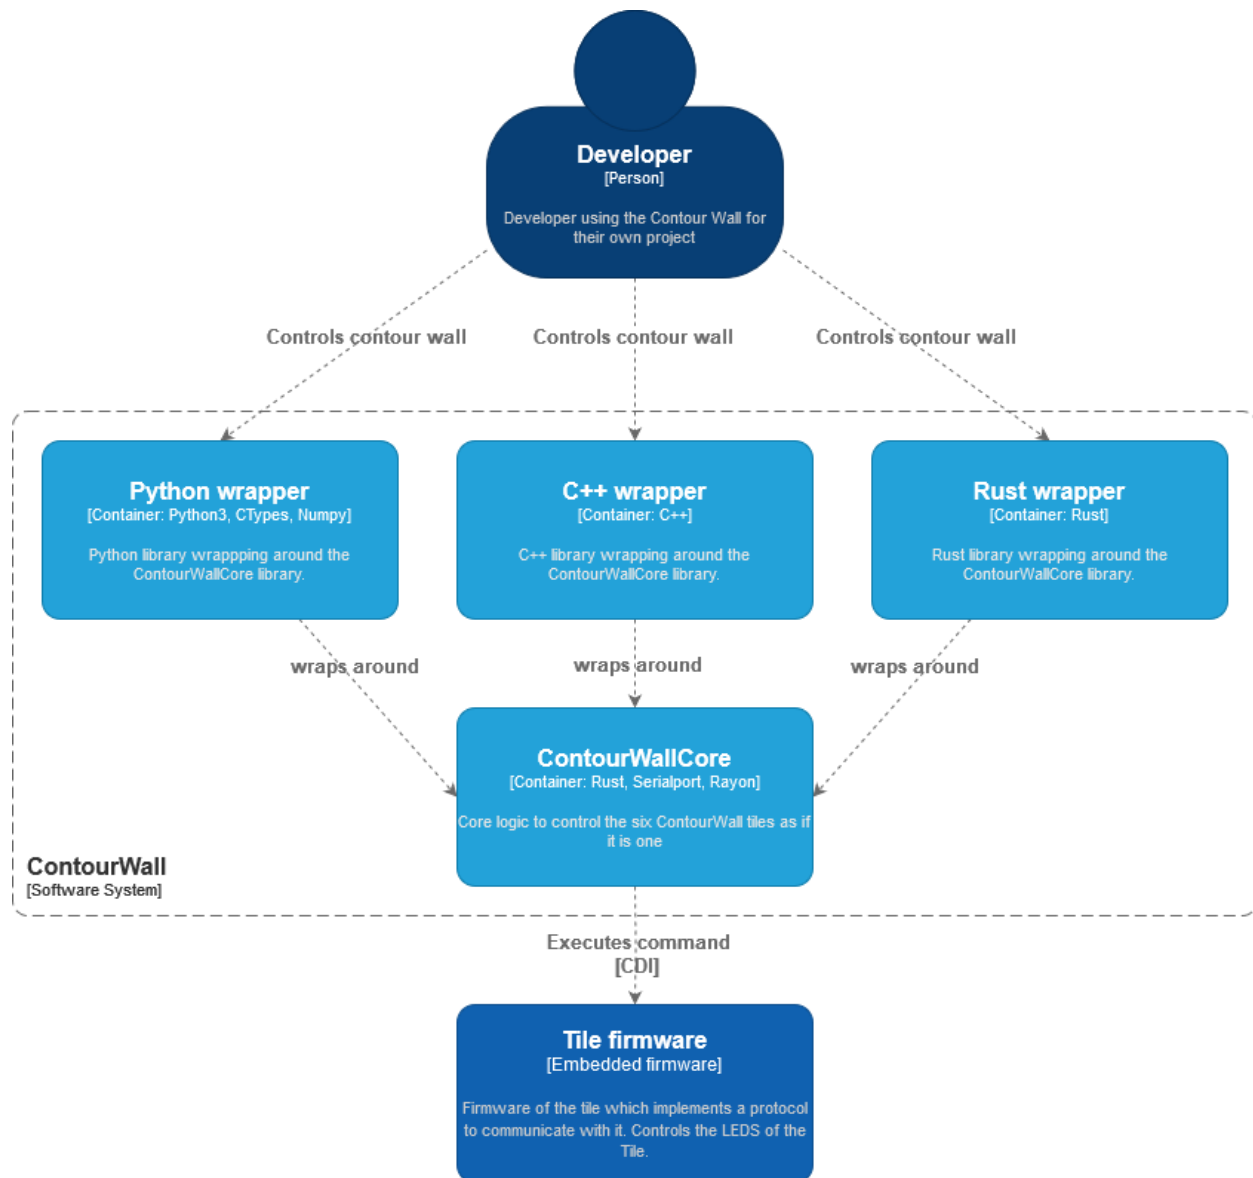 Developer
[Person]
Developer using the Contour Wall for
their own project
Controls contour wall
Controls contour wall
Controls contour wall
Python wrapper
[Container: Python3, CTypes, Numpy]
Python library wrappping around the
ContourWallCore library.
C++ wrapper
[Container: C++]
C++ library wrapping around the
ContourWallCore library.
Rust wrapper
[Container: Rust]
Rust library wrapping around the
ContourWallCore library.
wraps around
wraps around
wraps around
ContourWallCore
[Container: Rust, Serialport, Rayon]
Core logic to control the six ContourWall tiles as if
it is one
ContourWall
[Software System]
Executes command
[CDI]
Tile firmware
[Embedded firmware]
Firmware of the tile which implements a protocol
to communicate with it. Controls the LEDS of the
Tile.